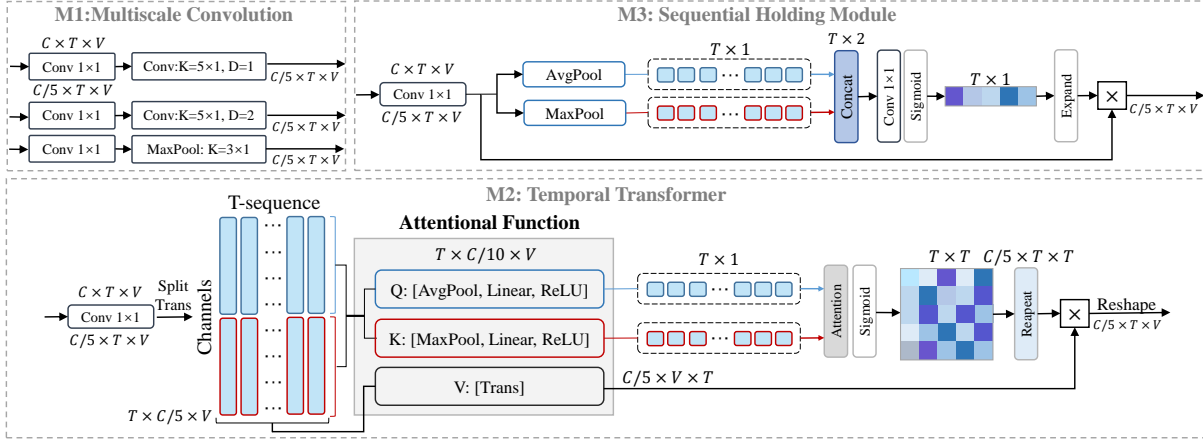 M1:Multiscale Convolution
C × T × V
Conv 1×1
Conv:K=5×1, D=1
C/5 × T × V
C/5 × T × V
Conv 1×1
Conv:K=5×1, D=2
C/5 × T × V
Conv 1×1
MaxPool: K=3×1
C/5 × T × V
M3: Sequential Holding Module
C × T × V
Conv 1×1
C/5 × T × V
AvgPool
MaxPool
T × 1
...
...
T × 2
Concat
Conv 1×1
Sigmoid
T × 1
Expand
×
C/5 × T × V
M2: Temporal Transformer
C × T × V
Conv 1×1
C/5 × T × V
Split
Trans
T-sequence
Channels
...
...
...
...
...
...
...
T × C/5 × V
Attentional Function
T × C/10 × V
Q: [AvgPool, Linear, ReLU]
K: [MaxPool, Linear, ReLU]
V: [Trans]
T × 1
...
...
C/5 × V × T
Attention
Sigmoid
T × T
C/5 × T × T
Reapeat
×
Reshape
C/5 × T × V